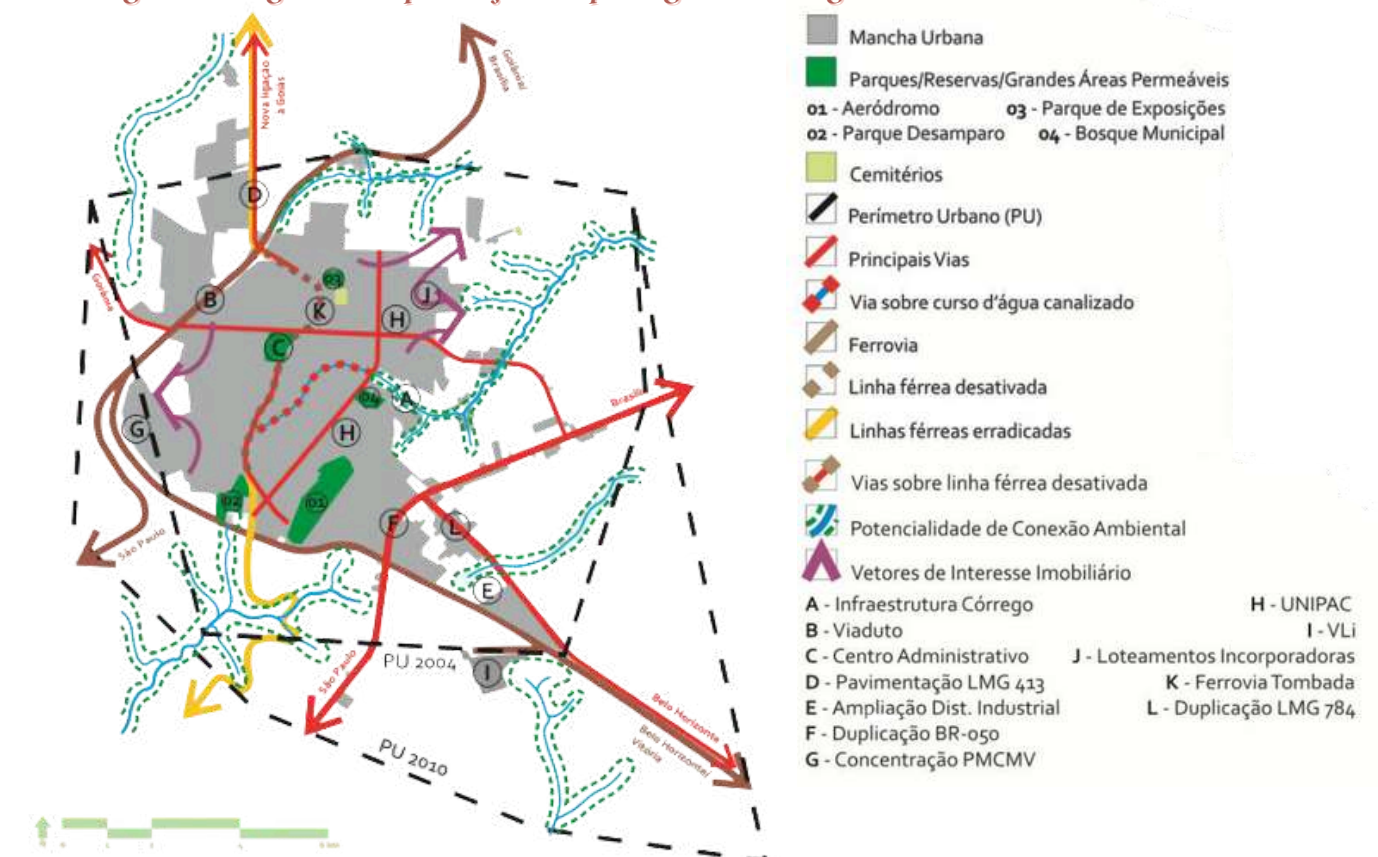 Nova ligação
à Goiás
Goiânia/
Brasília
D
Goiânia
B
03
K
H
J
C
04
A
Brasília
G
H
02
01
F
L
São Paulo
E
PU 2004
I
São Paulo
Belo Horizonte
Belo Horizonte/
Vitória
PU 2010
Mancha Urbana
Parques/Reservas/Grandes Áreas Permeáveis
01 - Aeródromo 03 - Parque de Exposições
02 - Parque Desamparo 04 - Bosque Municipal
Cemitérios
Perímetro Urbano (PU)
Principais Vias
Via sobre curso d'água canalizado
Ferrovia
Linha férrea desativada
Linhas férreas erradicadas
Vias sobre linha férrea desativada
Potencialidade de Conexão Ambiental
Vetores de Interesse Imobiliário
A - Infraestrutura Córrego H - UNIPAC
B - Viaduto I - VLi
C - Centro Administrativo J - Loteamentos Incorporadoras
D - Pavimentação LMG 413 K - Ferrovia Tombada
E - Ampliação Dist. Industrial L - Duplicação LMG 784
F - Duplicação BR-050
G - Concentração PMCMV